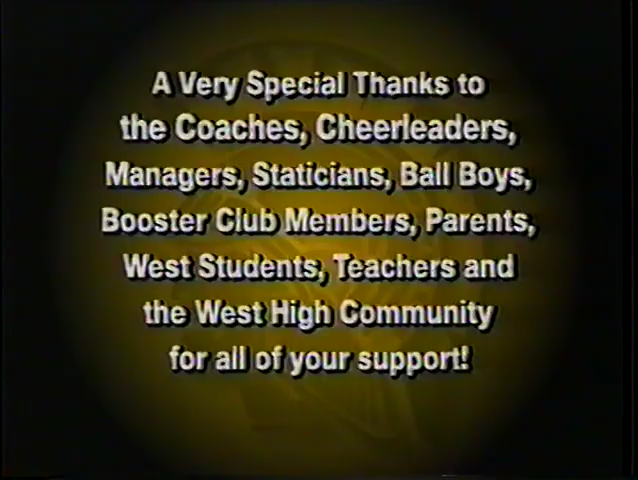 A Very Special Thanks to
the Coaches, Cheerleaders,
Managers, Staticians, Ball Boys,
Booster Club Members, Parents,
West Students, Teachers and
the West High Community
for all of your support!